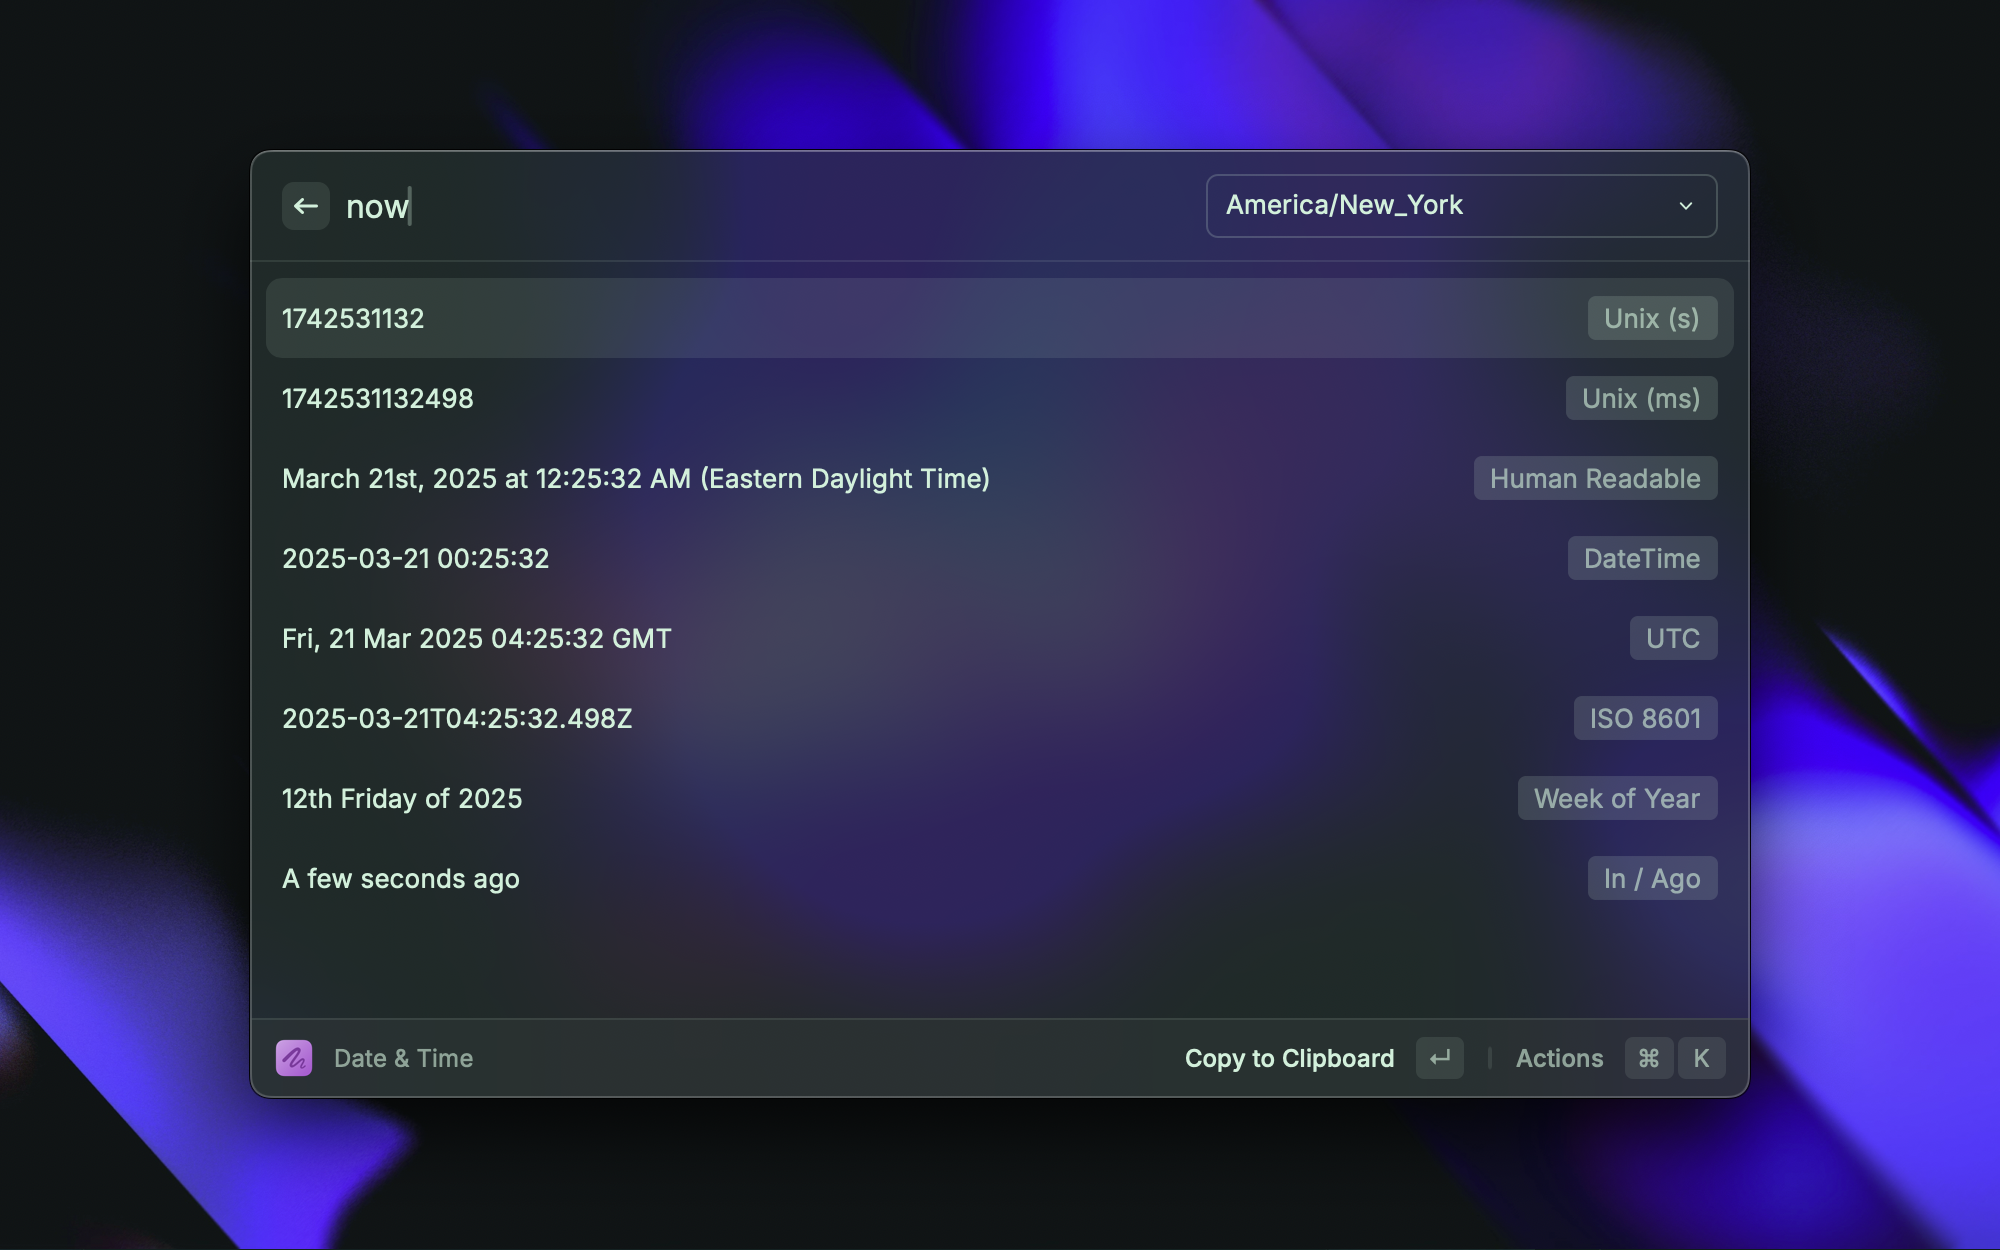 now
America/New_York
1742531132 Unix (s)
1742531132498 Unix (ms)
March 21st, 2025 at 12:25:32 AM (Eastern Daylight Time) Human Readable
2025-03-21 00:25:32 DateTime
Fri, 21 Mar 2025 04:25:32 GMT UTC
2025-03-21T04:25:32.498Z ISO 8601
12th Friday of 2025 Week of Year
A few seconds ago In / Ago
Date & Time Copy to Clipboard ↵ | Actions ⌘ K